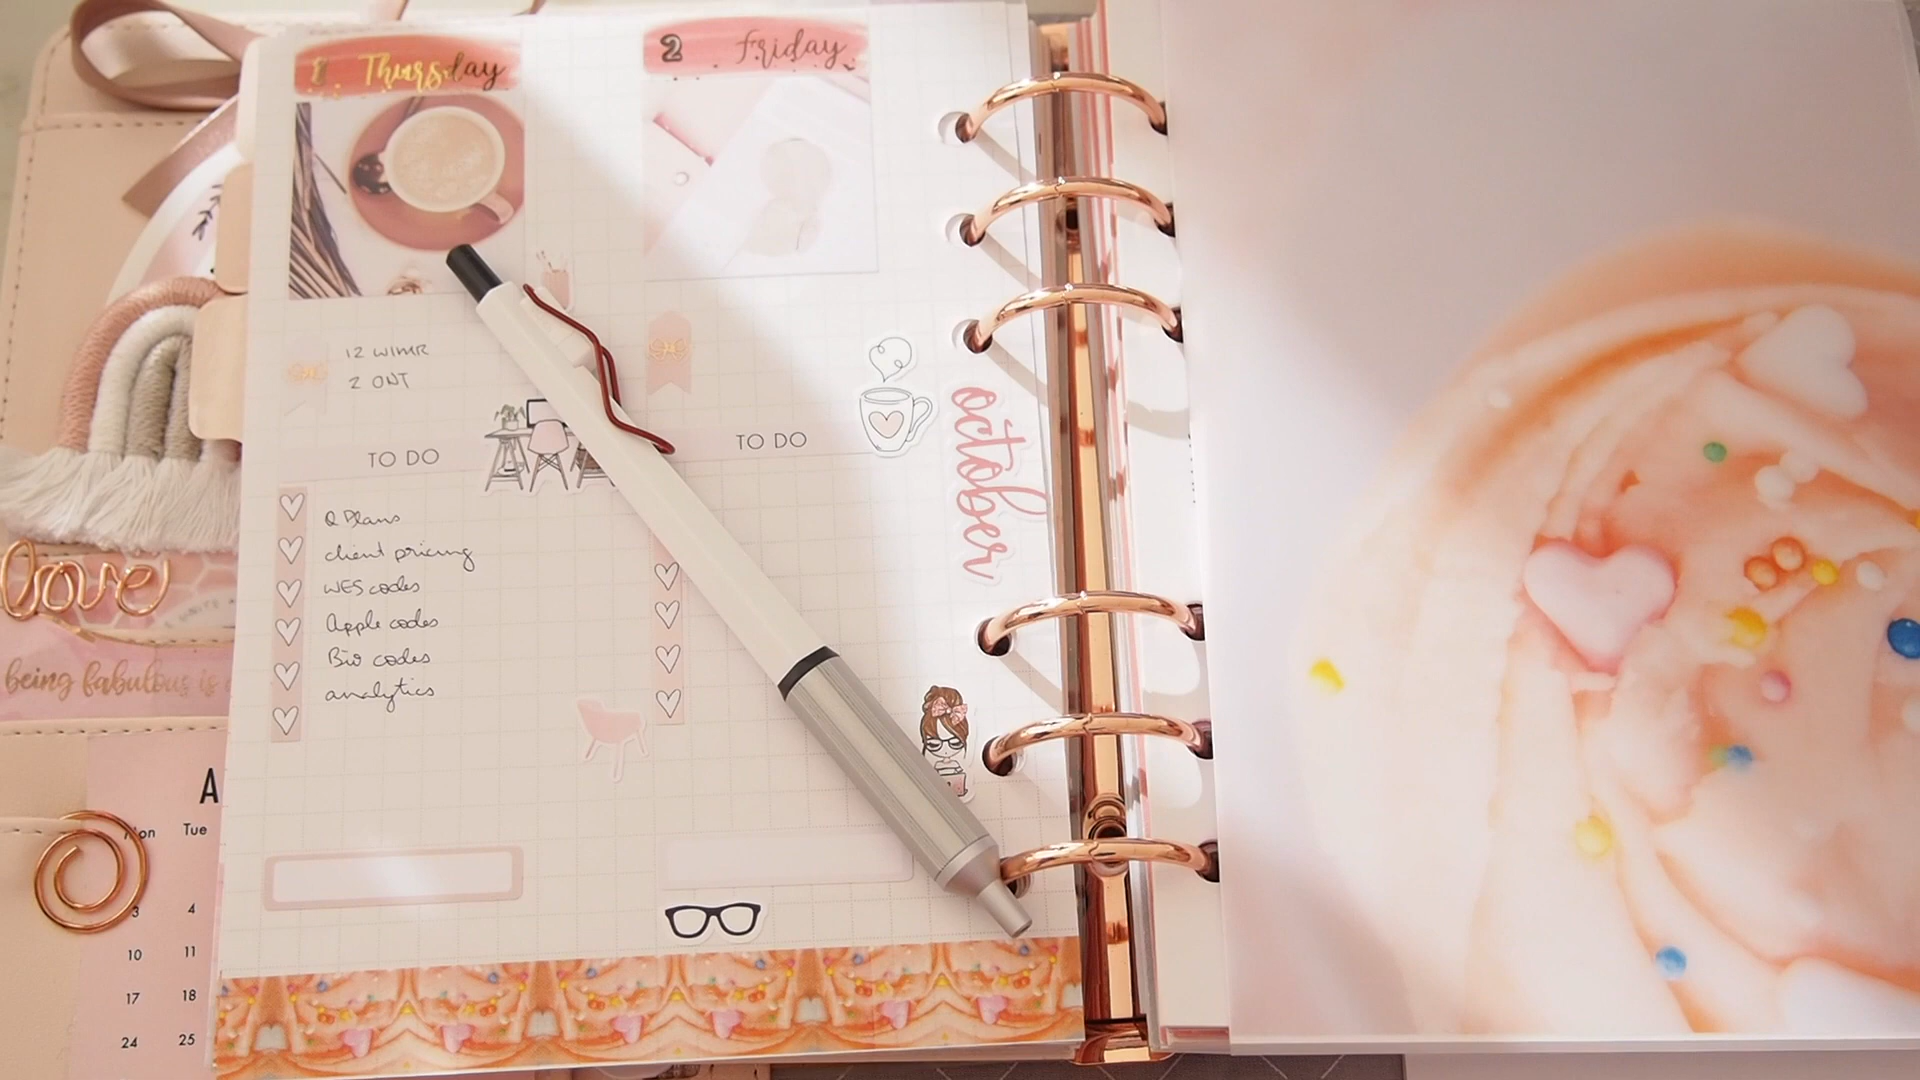 1 Thursday
2 Friday
12 WIMR
2 ONT
TO DO
TO DO
october
Q Plans
client pricing
WES codes
Apple codes
Bio codes
analytics
love
being fabulous is
A
Mon Tue
3 4
10 11
17 18
24 25